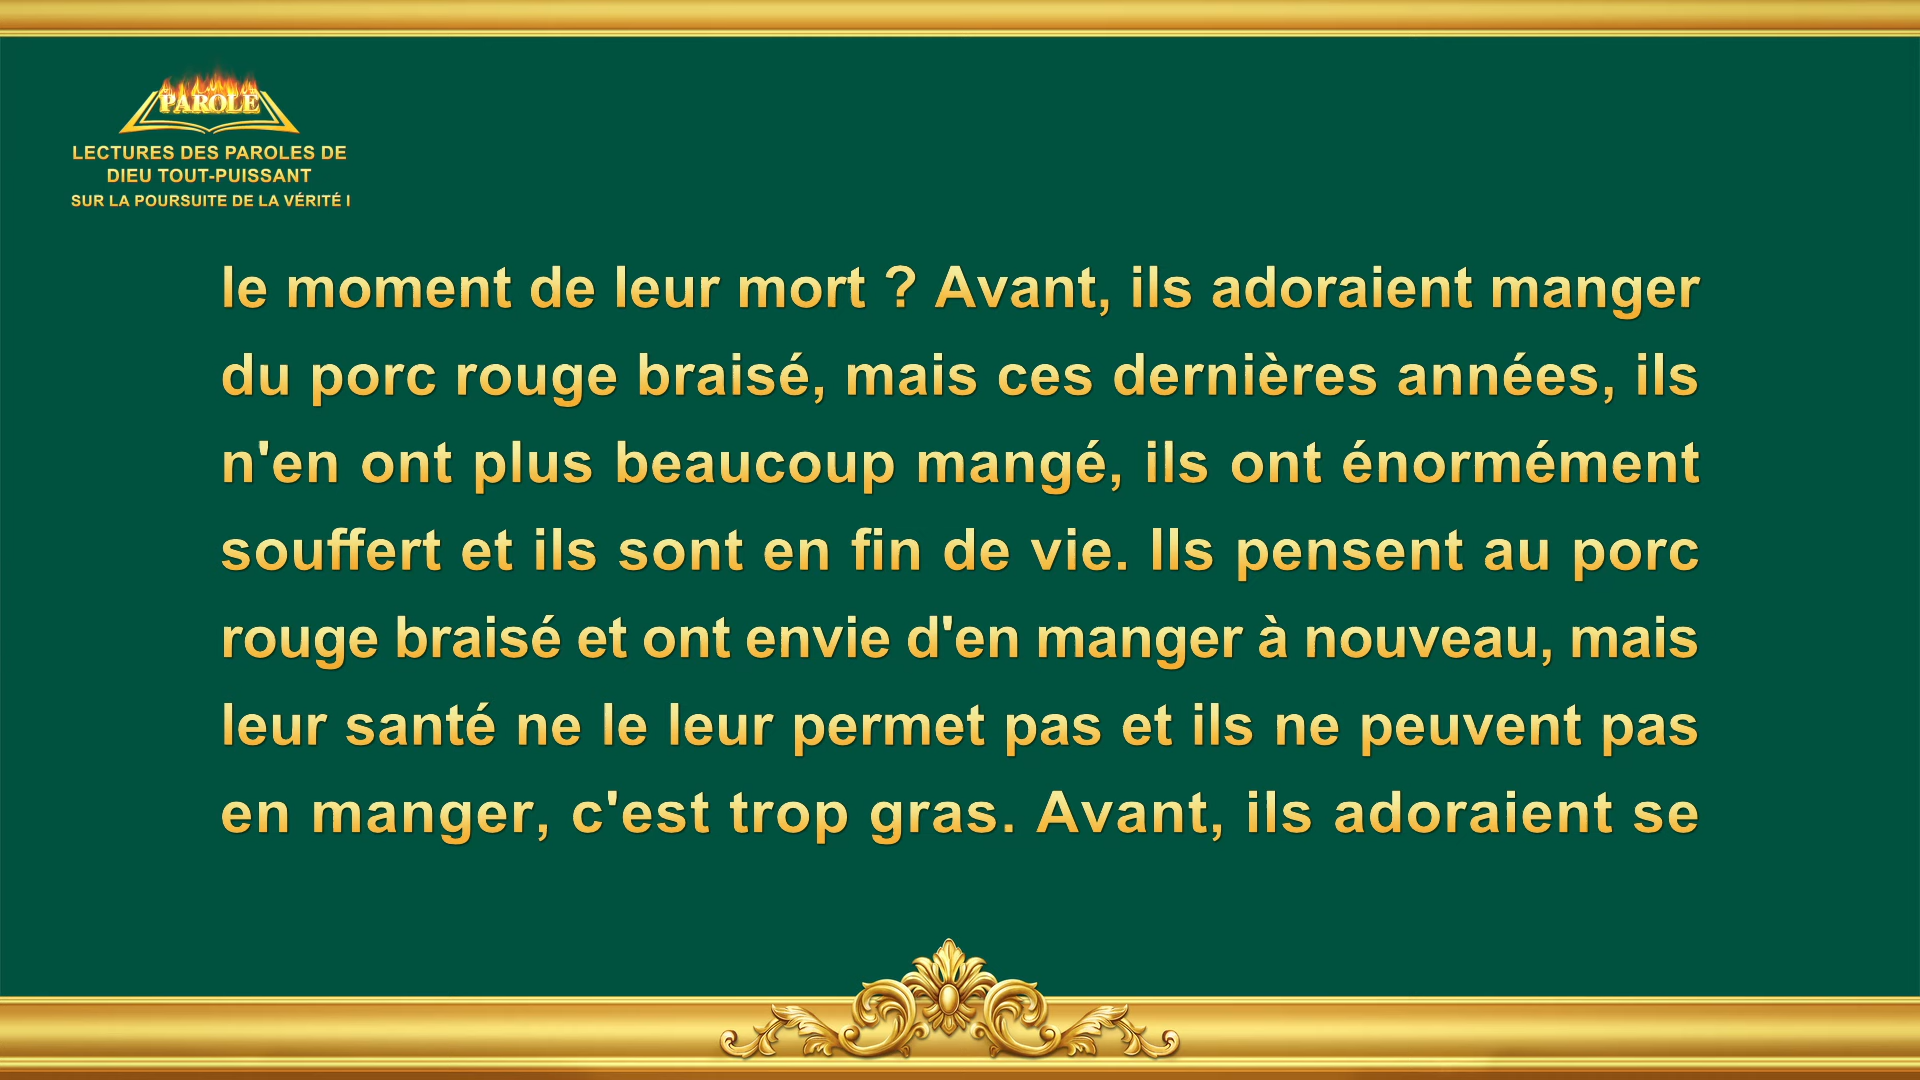 PAROLE
LECTURES DES PAROLES DE
DIEU TOUT-PUISSANT
SUR LA POURSUITE DE LA VÉRITÉ I
le moment de leur mort ? Avant, ils adoraient manger
du porc rouge braisé, mais ces dernières années, ils
n'en ont plus beaucoup mangé, ils ont énormément
souffert et ils sont en fin de vie. Ils pensent au porc
rouge braisé et ont envie d'en manger à nouveau, mais
leur santé ne le leur permet pas et ils ne peuvent pas
en manger, c'est trop gras. Avant, ils adoraient se